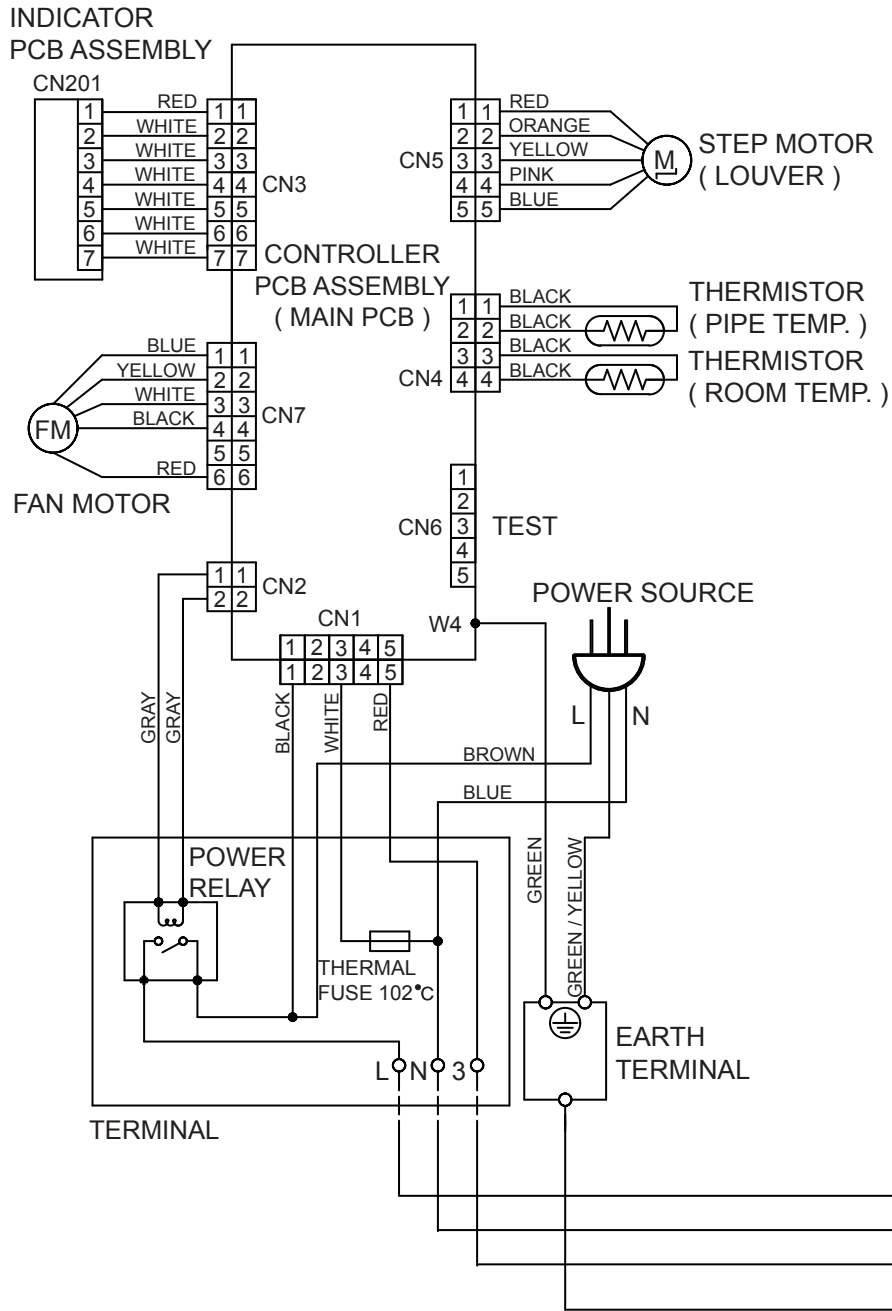 INDICATOR
PCB ASSEMBLY
CN201
1 RED 1 1
2 WHITE 2 2
3 WHITE 3 3
4 WHITE 4 4
5 WHITE 5 5
6 WHITE 6 6
7 WHITE 7 7
CN3
1 1 RED
2 2 ORANGE
3 3 YELLOW
4 4 PINK
5 5 BLUE
CN5
M
STEP MOTOR
( LOUVER )
CONTROLLER
PCB ASSEMBLY
( MAIN PCB )
1 1 BLACK
2 2 BLACK
3 3 BLACK
4 4 BLACK
CN4
THERMISTOR
( PIPE TEMP. )
THERMISTOR
( ROOM TEMP. )
BLUE 1 1
YELLOW 2 2
WHITE 3 3
BLACK 4 4
5 5
RED 6 6
CN7
FM
FAN MOTOR
1
2
3
4
5
CN6
TEST
1 1
2 2
CN2
CN1
1 2 3 4 5
1 2 3 4 5
W4
POWER SOURCE
L
N
GRAY
GRAY
BLACK
WHITE
RED
BROWN
BLUE
GREEN
GREEN / YELLOW
POWER
RELAY
THERMAL
FUSE 102°C
L N 3
EARTH
TERMINAL
TERMINAL